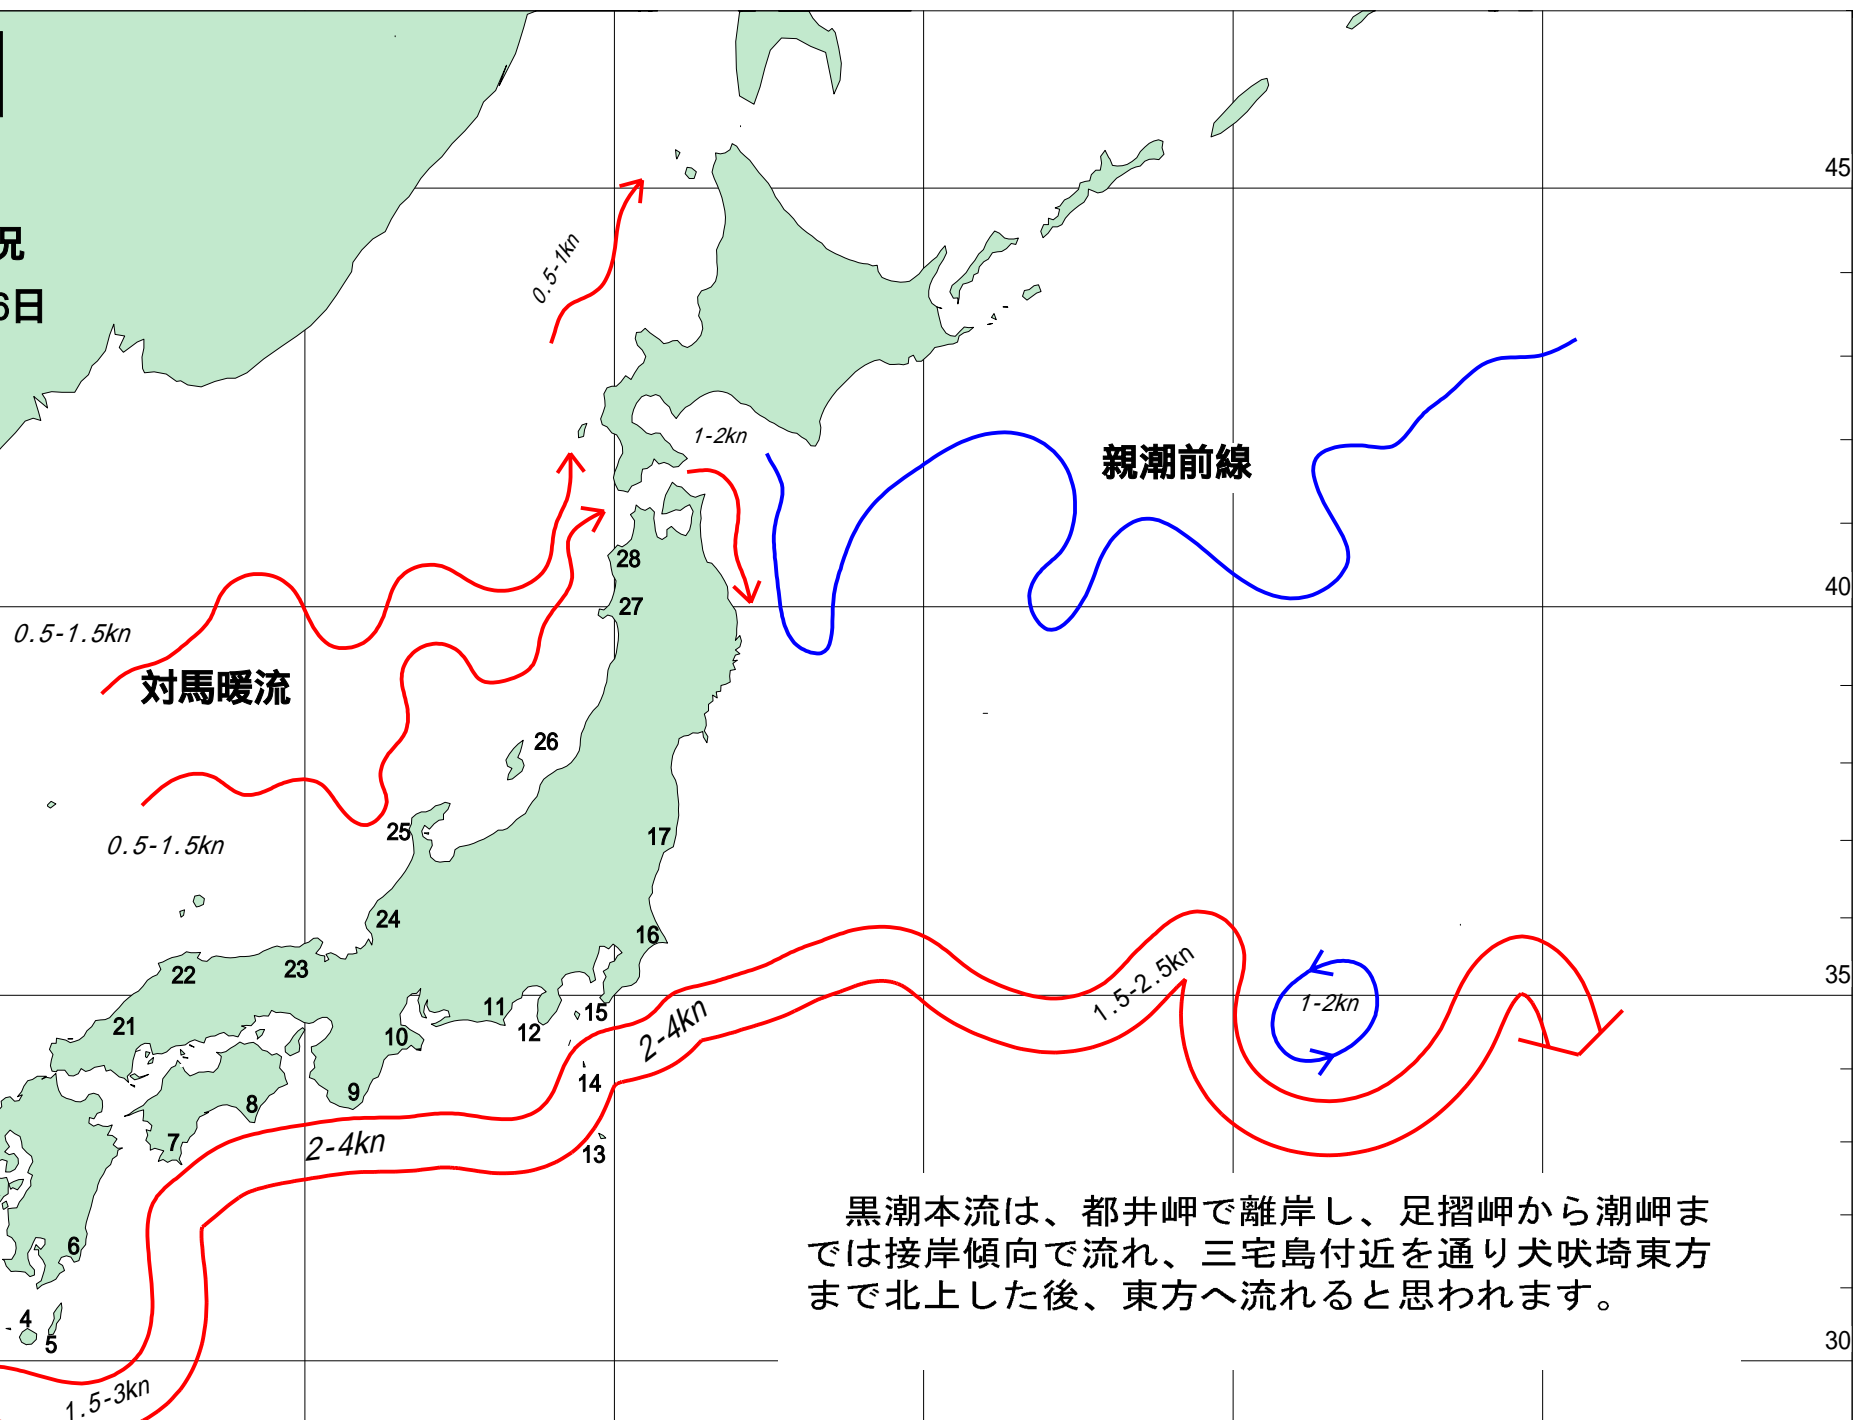 況
6日
45
0.5-1kn
1-2kn
親潮前線
28
40
27
0.5-1.5kn
対馬暖流
26
25
17
0.5-1.5kn
24
16
22
23
35
1.5-2.5kn
1-2kn
11
15
21
12
10
2-4kn
14
9
8
7
2-4kn
13
黒潮本流は、都井岬で離岸し、足摺岬から潮岬ま
では接岸傾向で流れ、三宅島付近を通り犬吠埼東方
まで北上した後、東方へ流れると思われます。
6
4
5
30
1.5-3kn